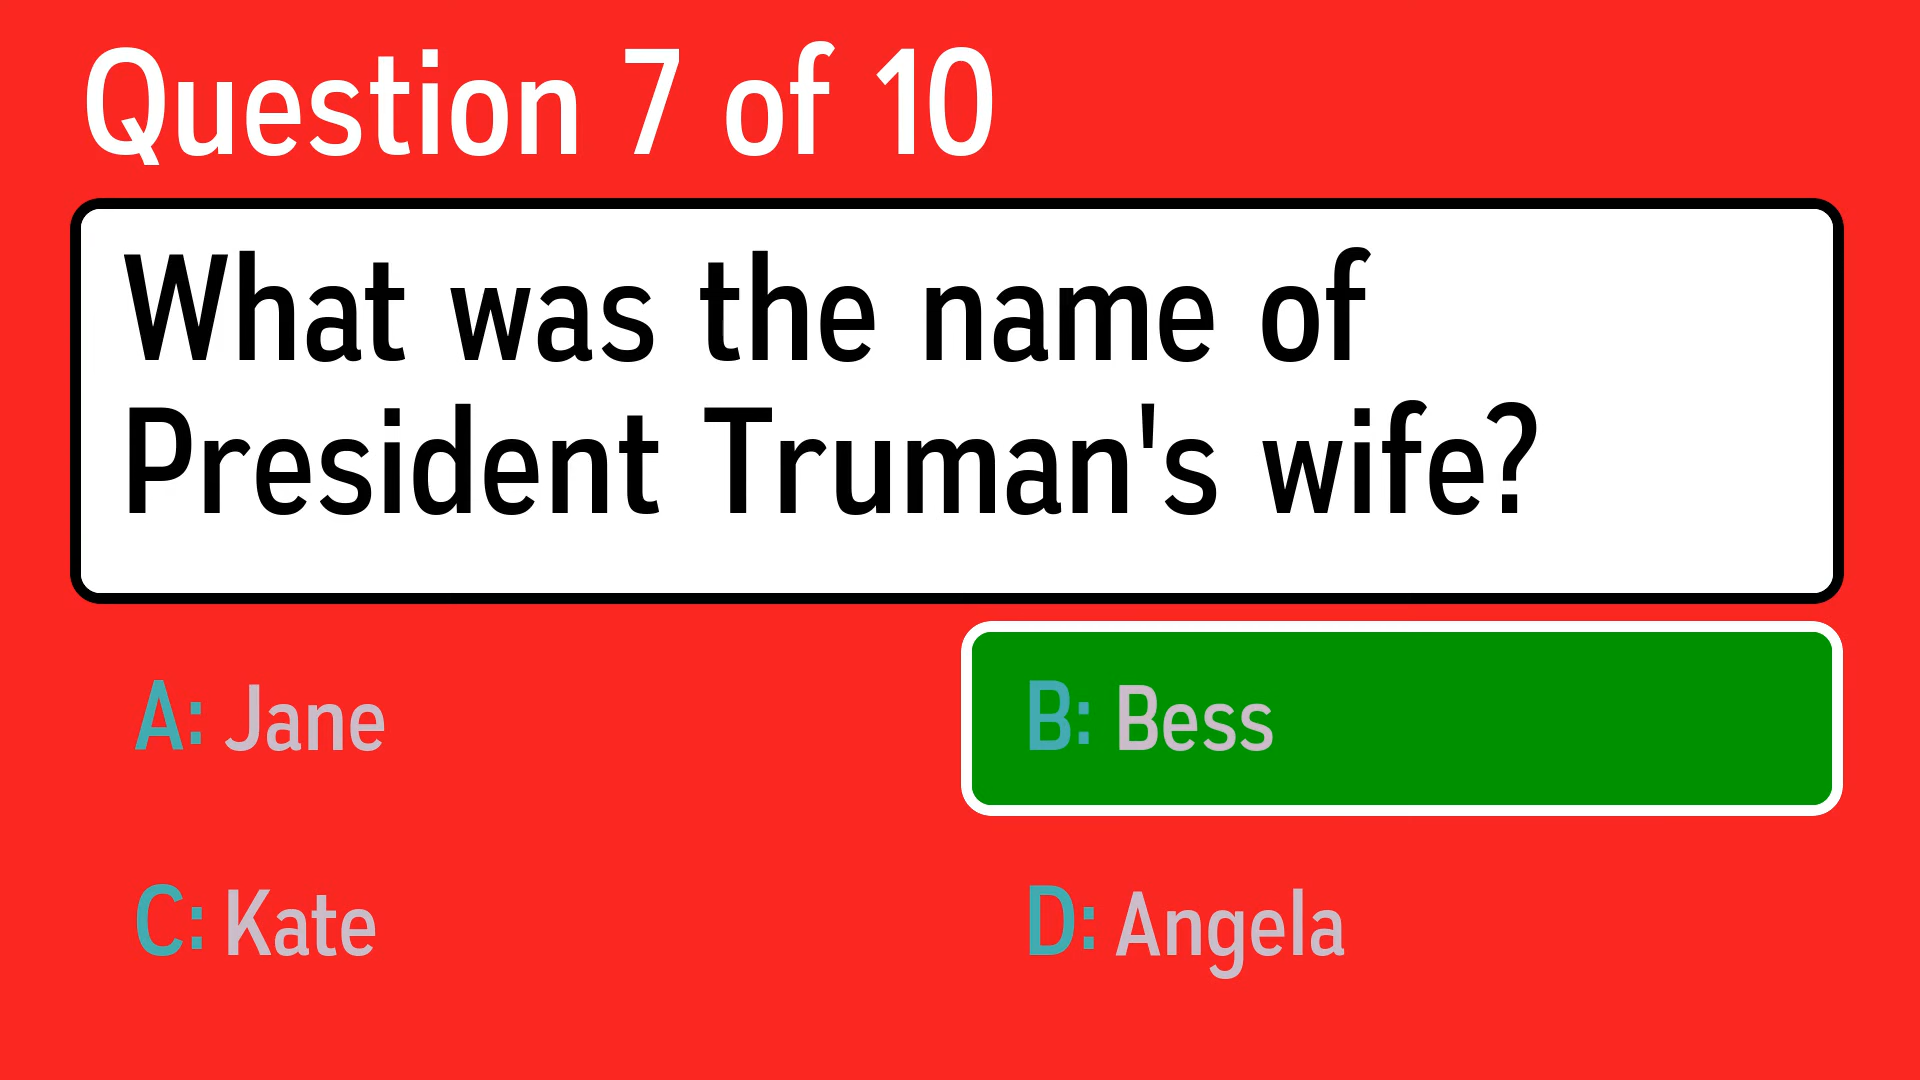 Question 7 of 10
What was the name of
President Truman's wife?
A: Jane
B: Bess
C: Kate
D: Angela